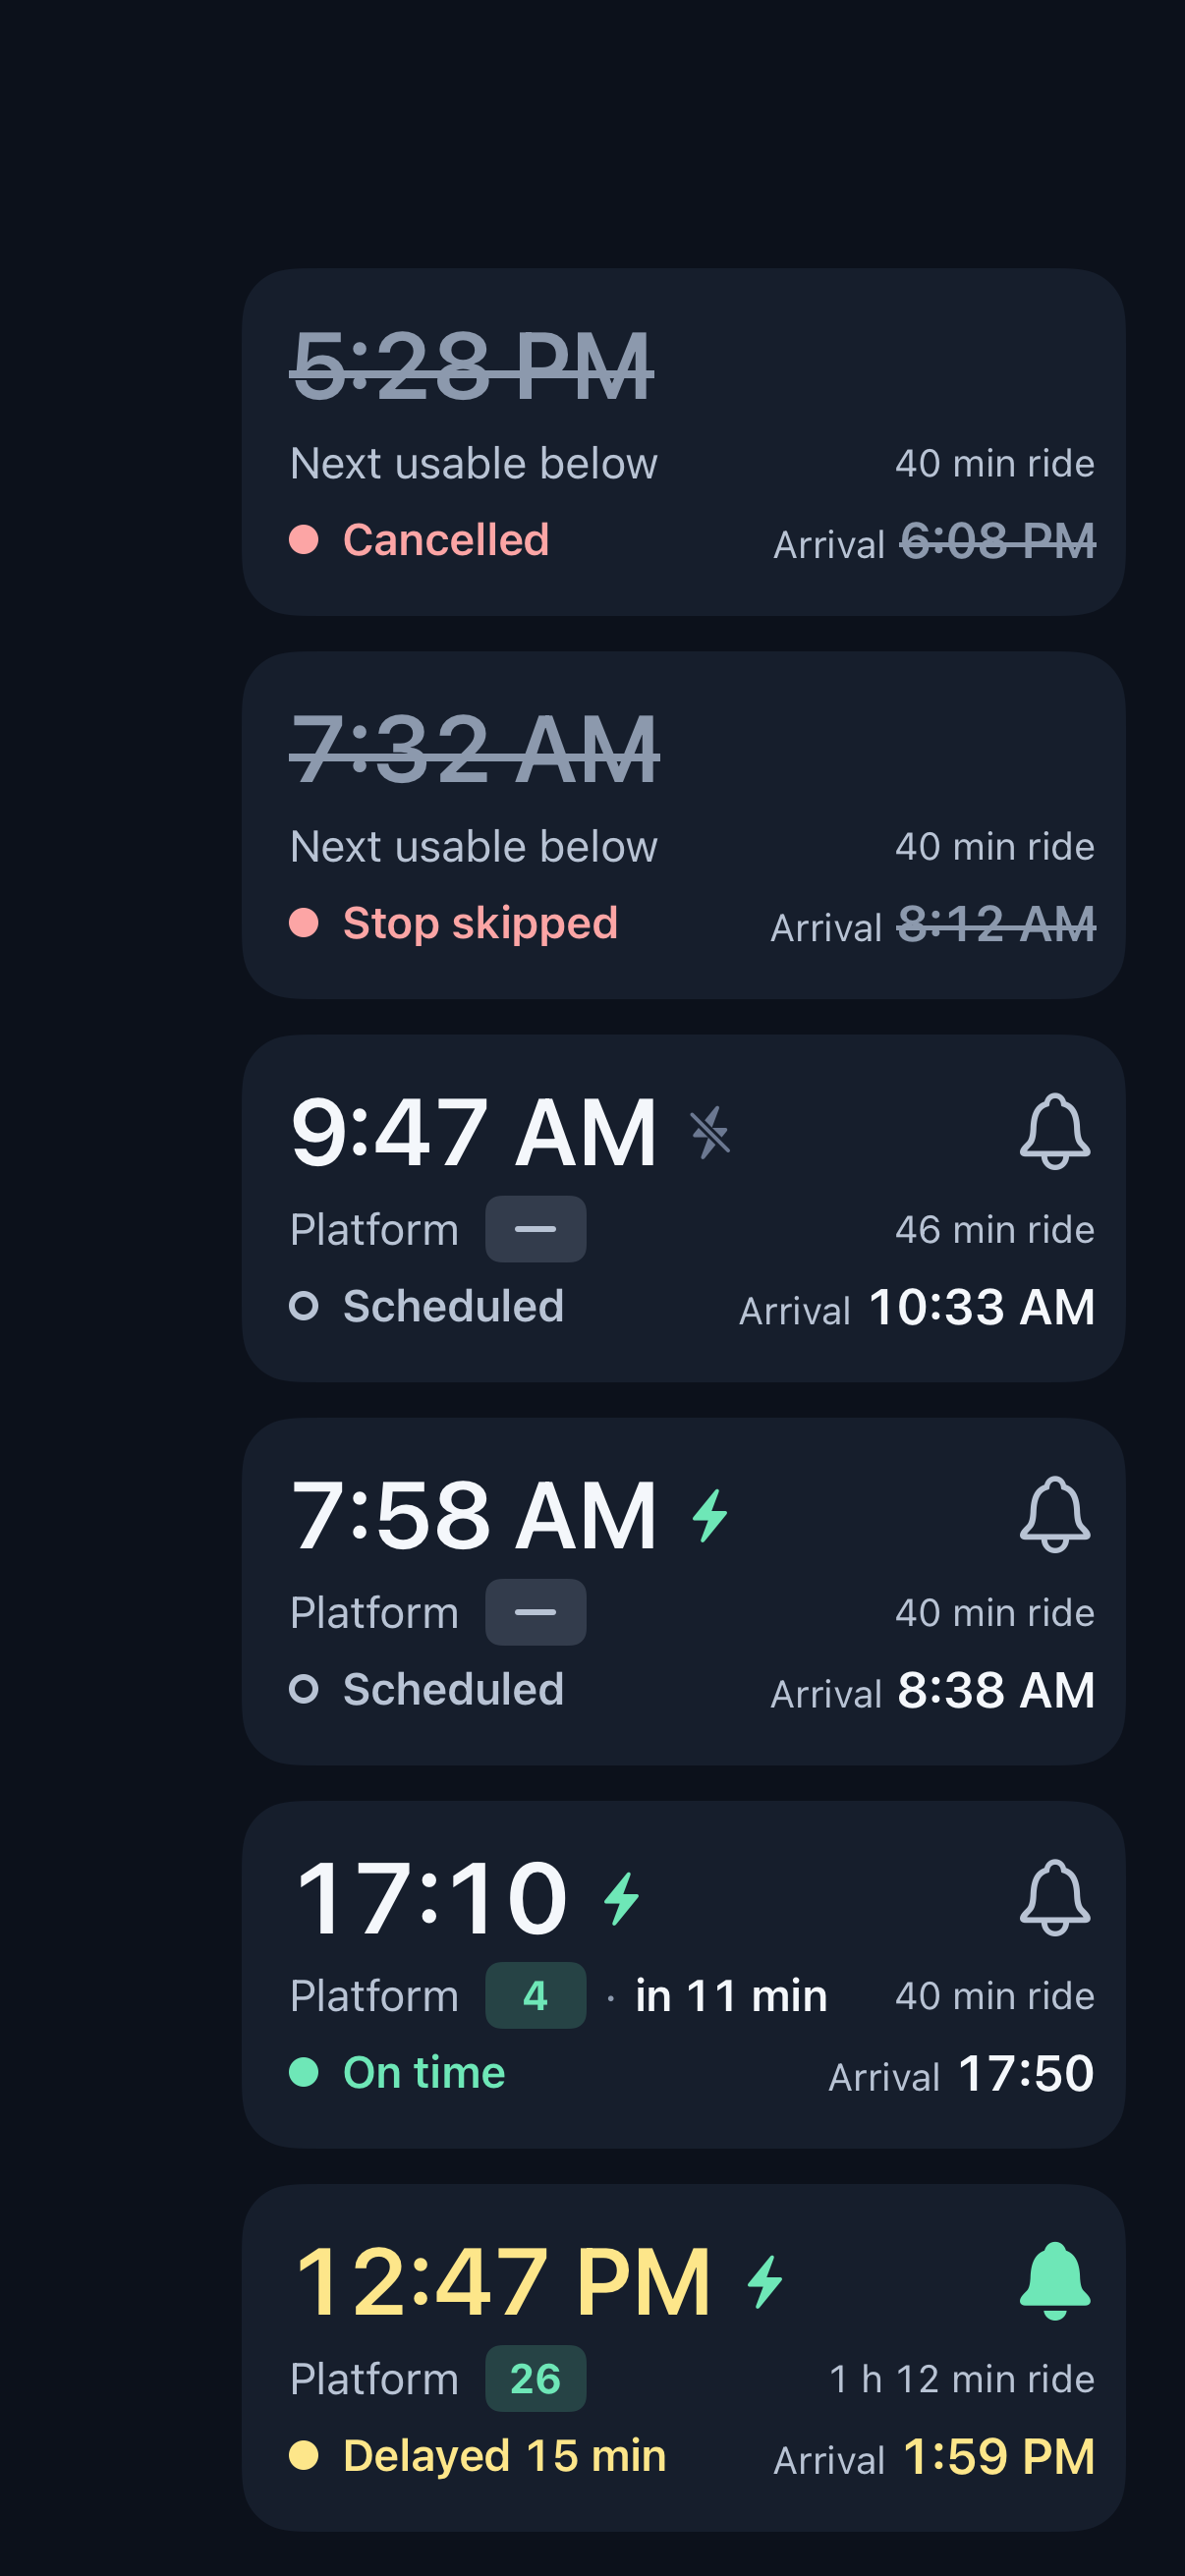 5:28 PM
Next usable below 40 min ride
Cancelled Arrival 6:08 PM
7:32 AM
Next usable below 40 min ride
Stop skipped Arrival 8:12 AM
9:47 AM
Platform — 46 min ride
Scheduled Arrival 10:33 AM
7:58 AM
Platform — 40 min ride
Scheduled Arrival 8:38 AM
17:10
Platform 4 · in 11 min 40 min ride
On time Arrival 17:50
12:47 PM
Platform 26 1 h 12 min ride
Delayed 15 min Arrival 1:59 PM